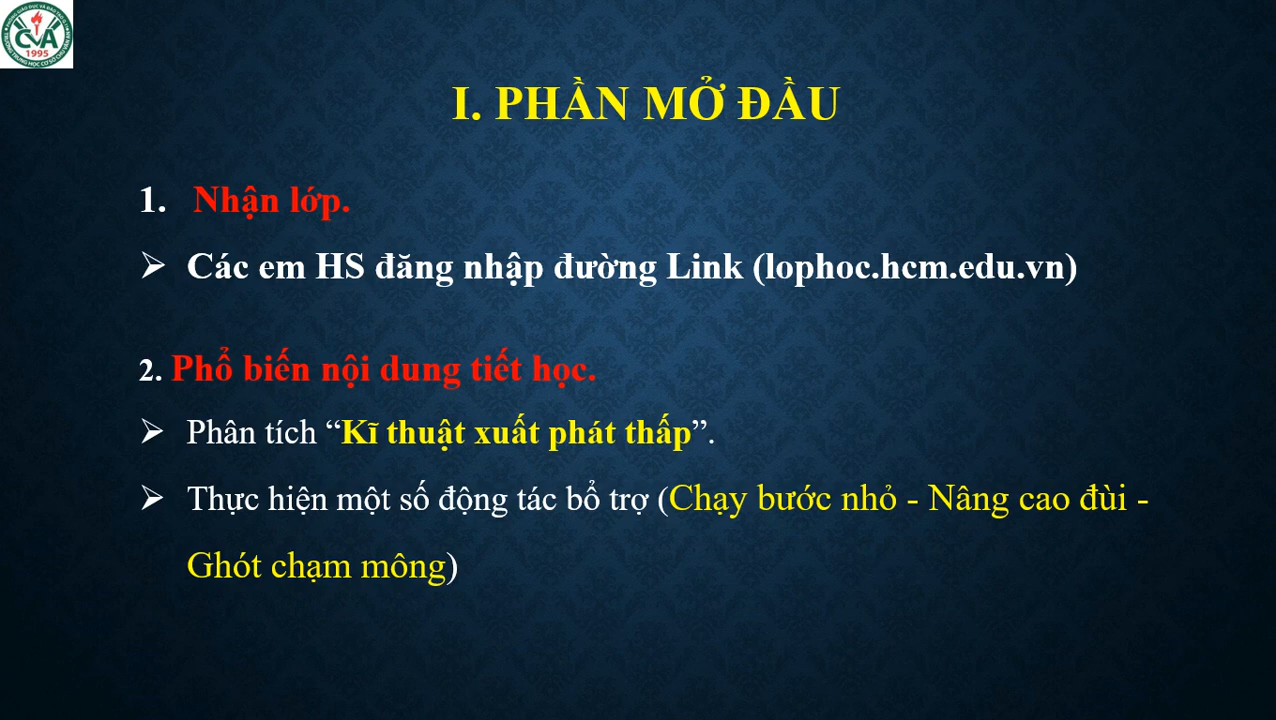 CVA
1995
I. PHẦN MỞ ĐẦU
1. Nhận lớp.
➢ Các em HS đăng nhập đường Link (lophoc.hcm.edu.vn)
2. Phổ biến nội dung tiết học.
➢ Phân tích “Kĩ thuật xuất phát thấp”.
➢ Thực hiện một số động tác bổ trợ (Chạy bước nhỏ - Nâng cao đùi -
Ghót chạm mông)